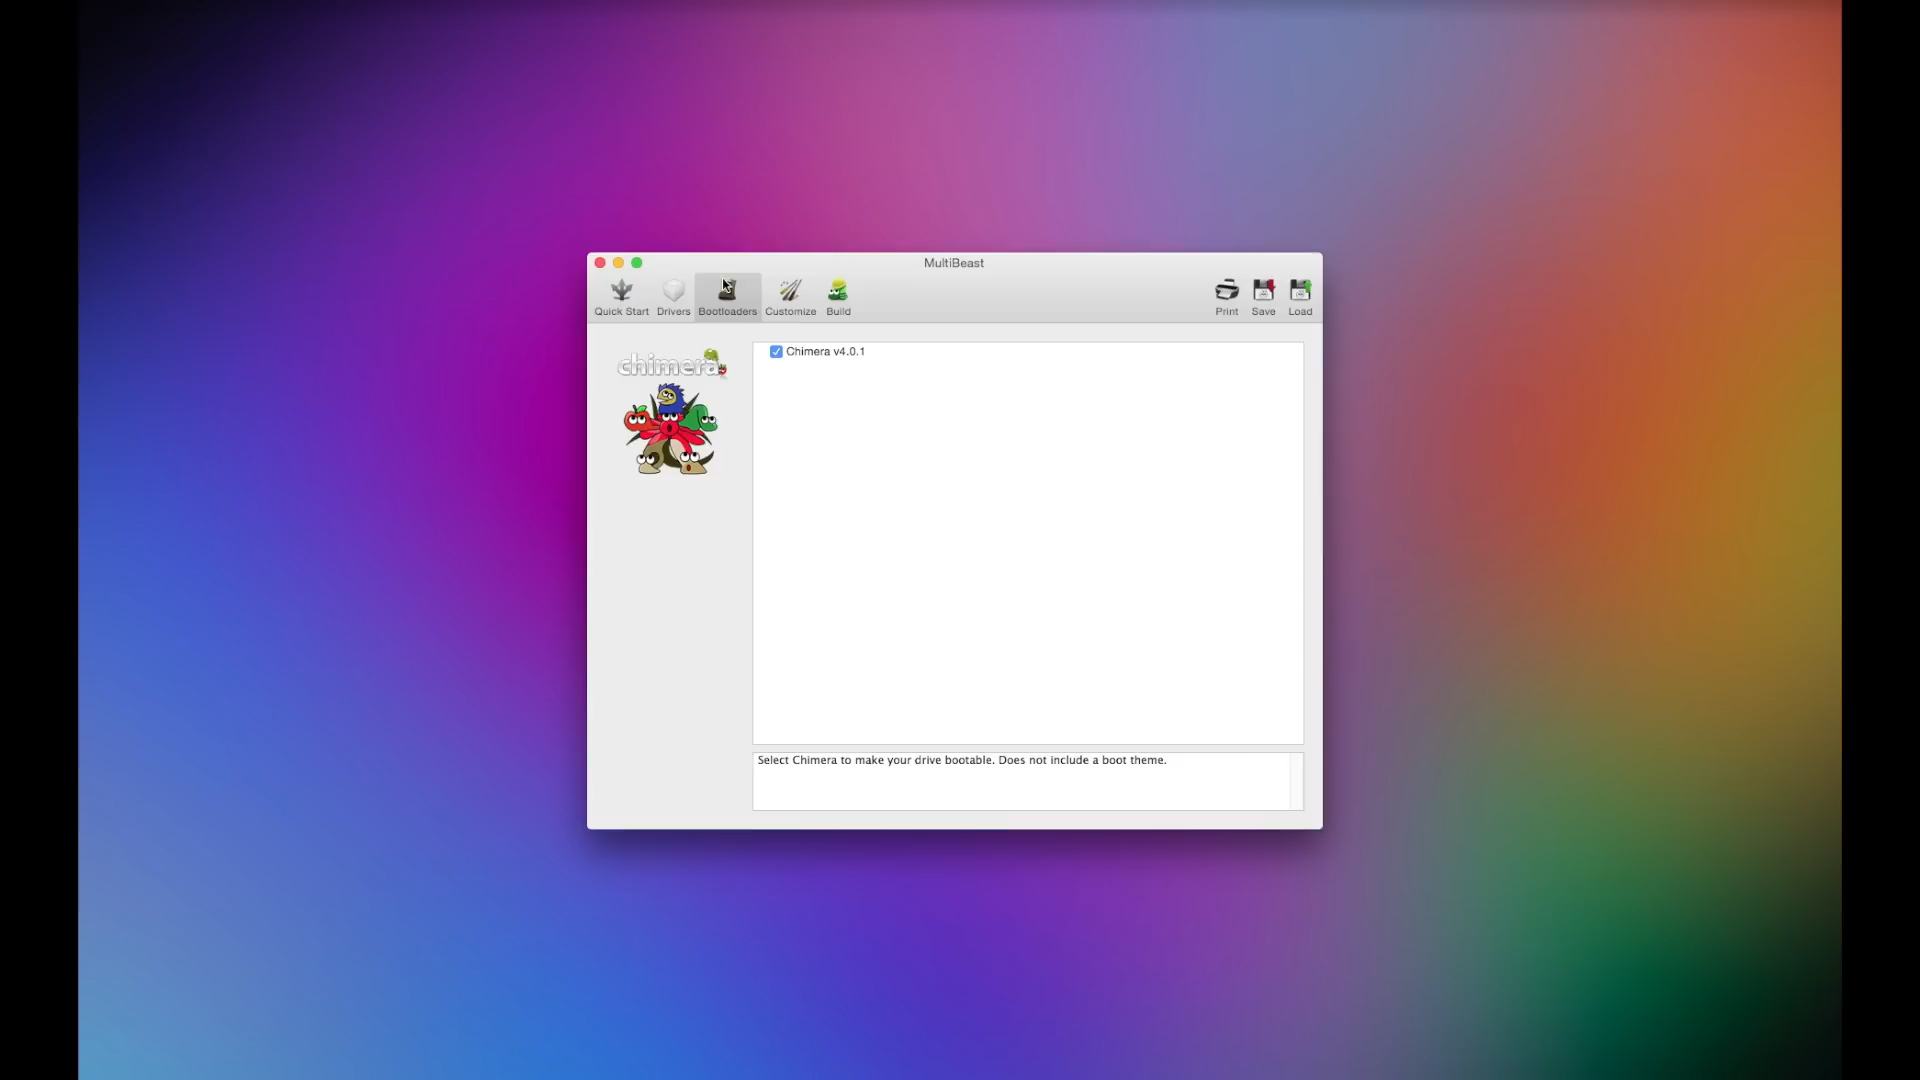 MultiBeast
Quick Start Drivers Bootloaders Customize Build Print Save Load
chimera
Chimera v4.0.1
Select Chimera to make your drive bootable. Does not include a boot theme.